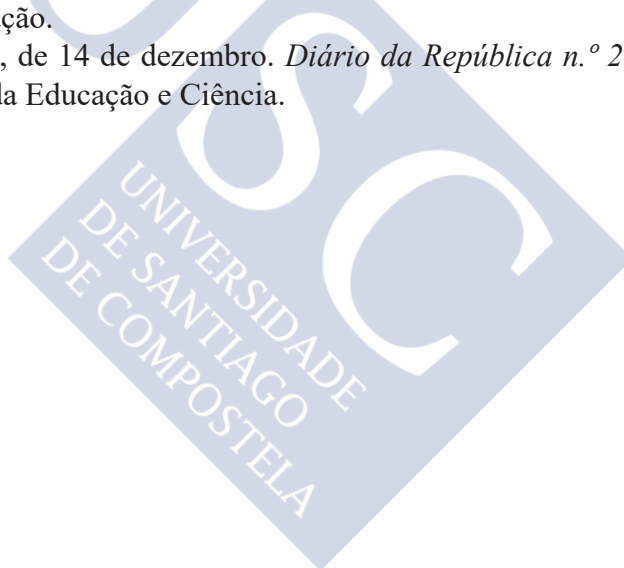 ção.
, de 14 de dezembro. Diário da República n.º 2
da Educação e Ciência.
USC
UNIVERSIDADE
DE SANTIAGO
DE COMPOSTELA